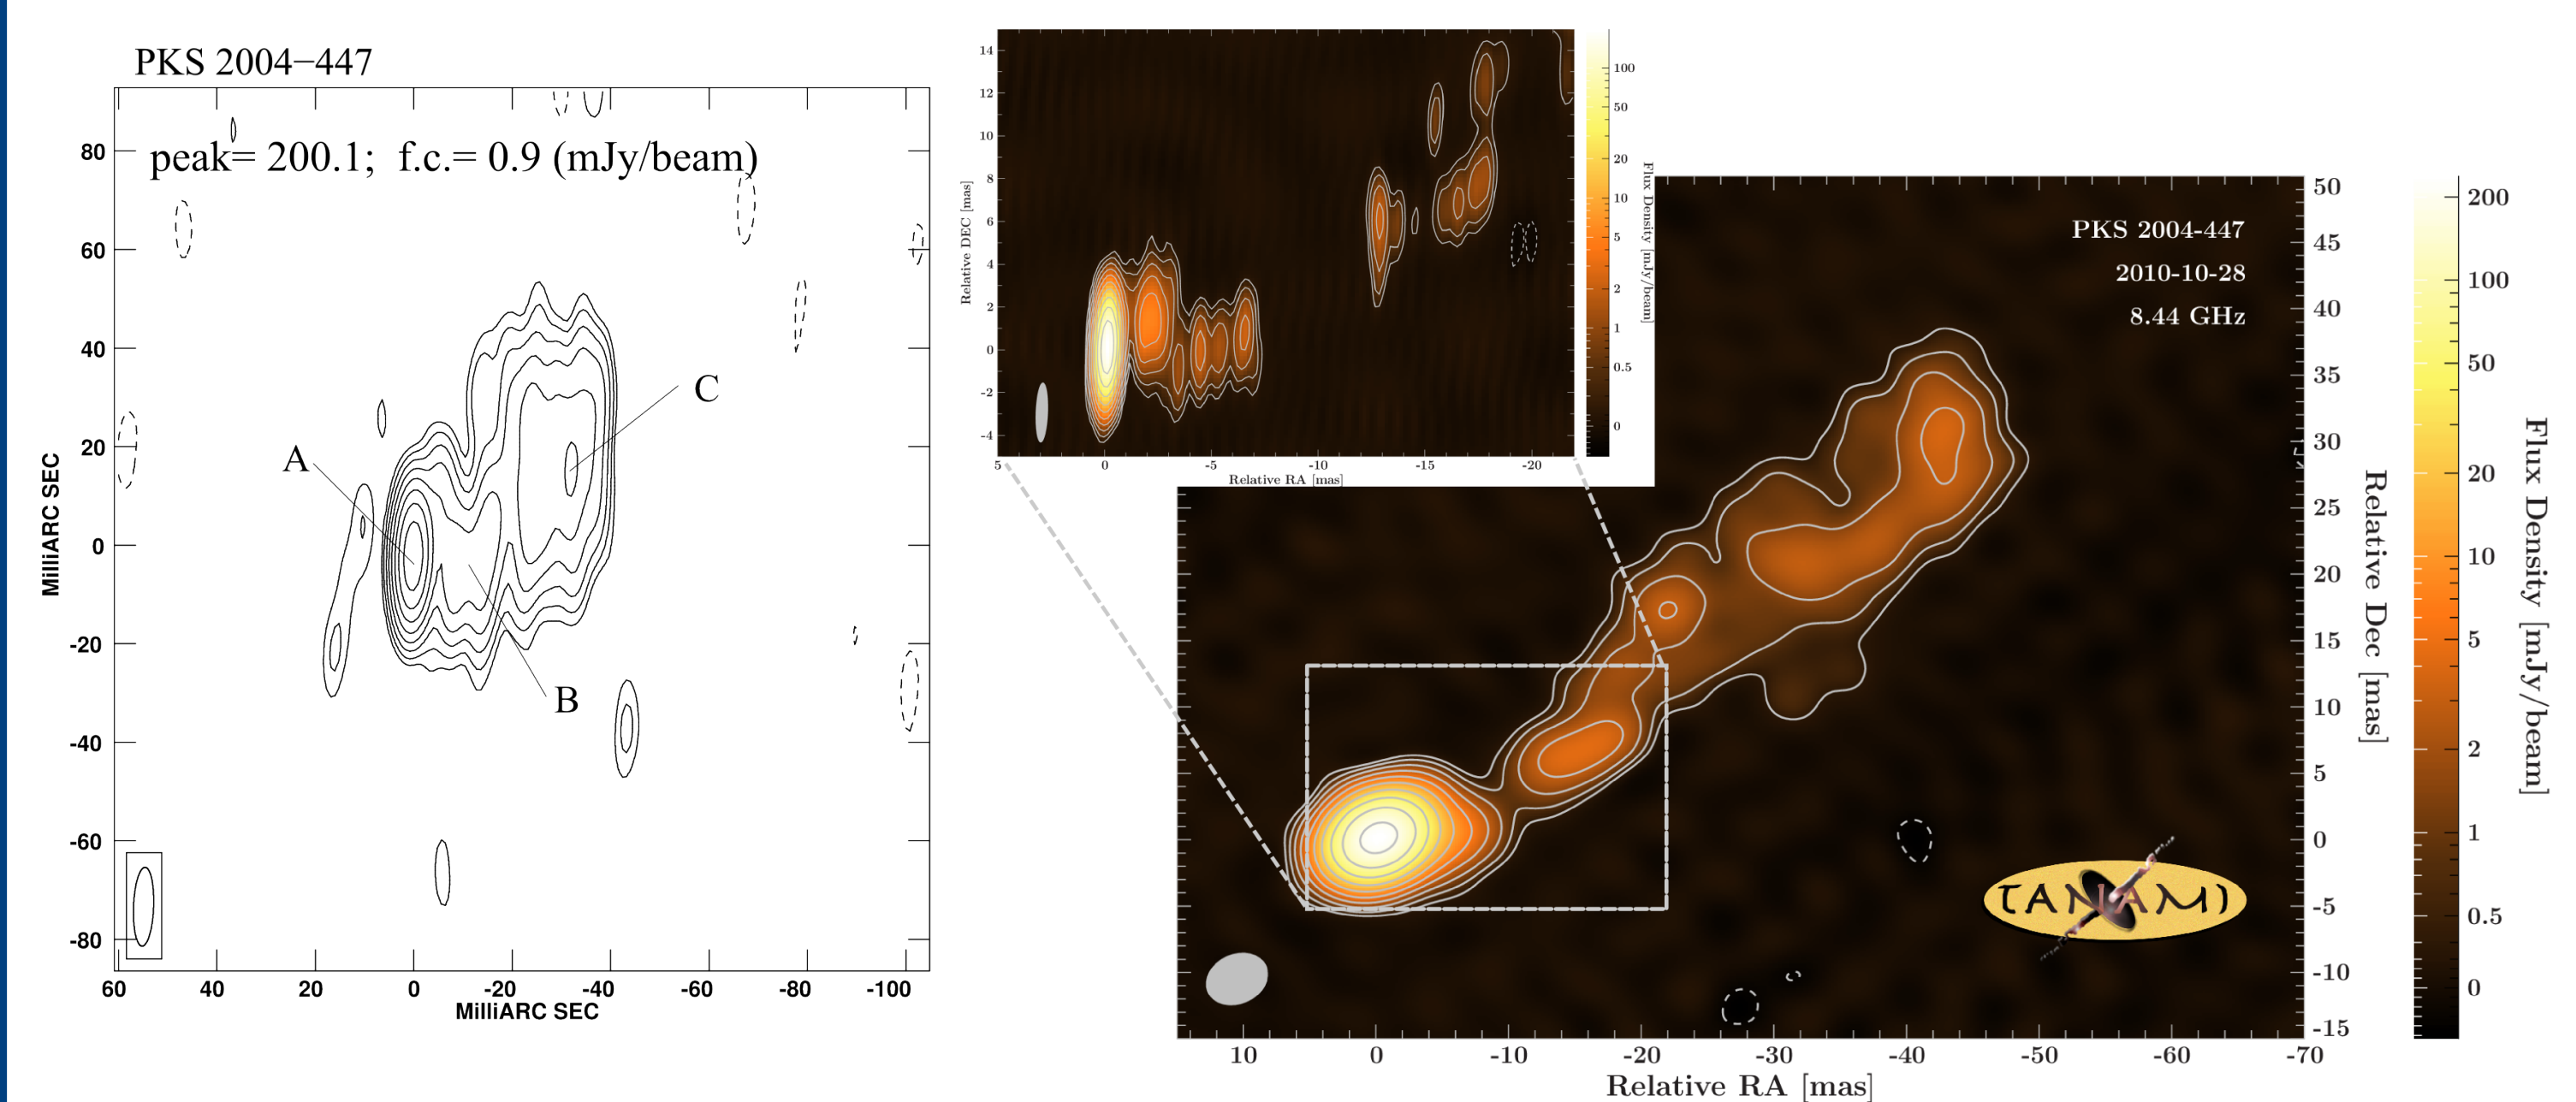 PKS 2004−447
peak= 200.1; f.c.= 0.9 (mJy/beam)
A
B
C
MilliARC SEC
80
60
40
20
0
-20
-40
-60
-80
60 40 20 0 -20 -40 -60 -80 -100
MilliARC SEC
Relative DEC [mas]
14
12
10
8
6
4
2
0
-2
-4
5 0 -5 -10 -15 -20
Relative RA [mas]
100
50
20
10
5
2
1
0.5
0
Flux Density [mJy/beam]
PKS 2004-447
2010-10-28
8.44 GHz
TANAMI
50
45
40
35
30
25
20
15
10
5
0
-5
-10
-15
Relative Dec [mas]
10 0 -10 -20 -30 -40 -50 -60 -70
Relative RA [mas]
200
100
50
20
10
5
2
1
0.5
0
Flux Density [mJy/beam]